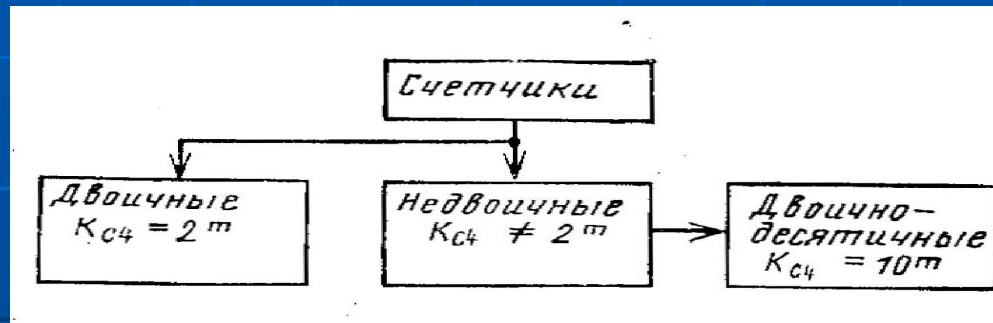 Счетчики
Двоичные
Kсч = 2ᵐ
Недвоичные
Kсч ≠ 2ᵐ
Двоично-
десятичные
Kсч = 10ᵐ